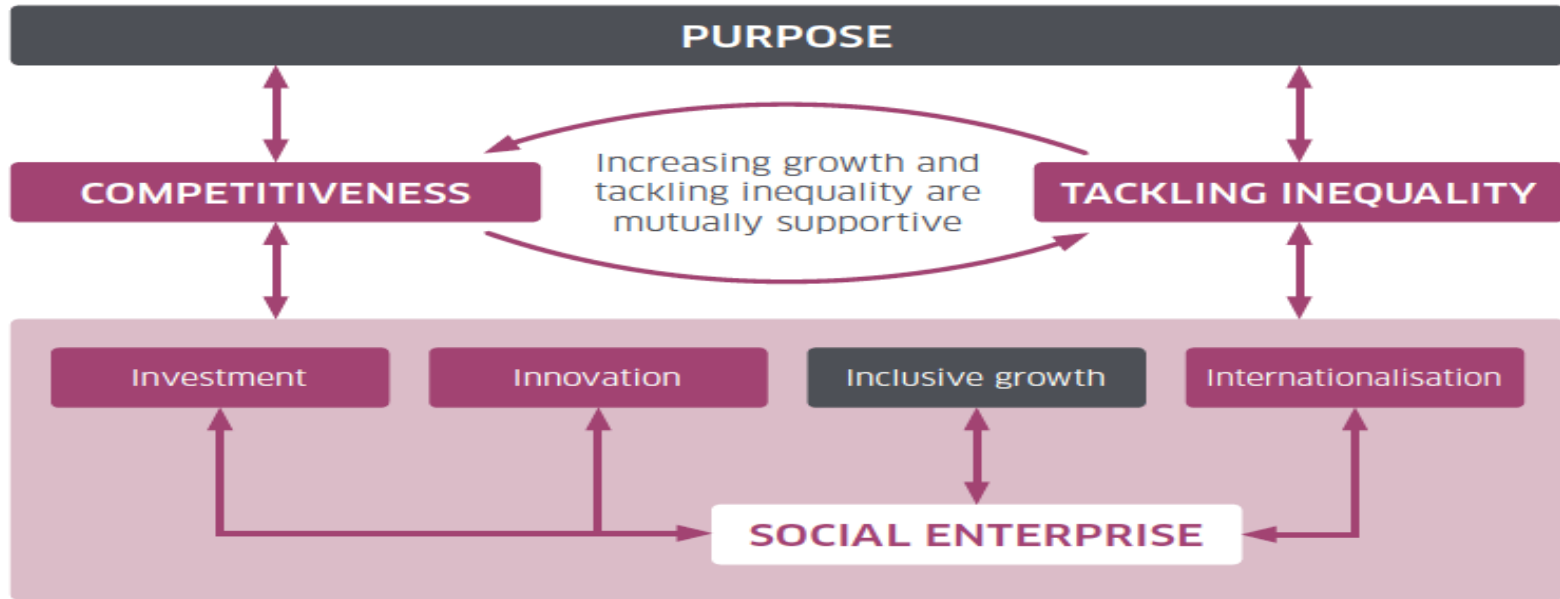 PURPOSE
COMPETITIVENESS
Increasing growth and
tackling inequality are
mutually supportive
TACKLING INEQUALITY
Investment
Innovation
Inclusive growth
Internationalisation
SOCIAL ENTERPRISE